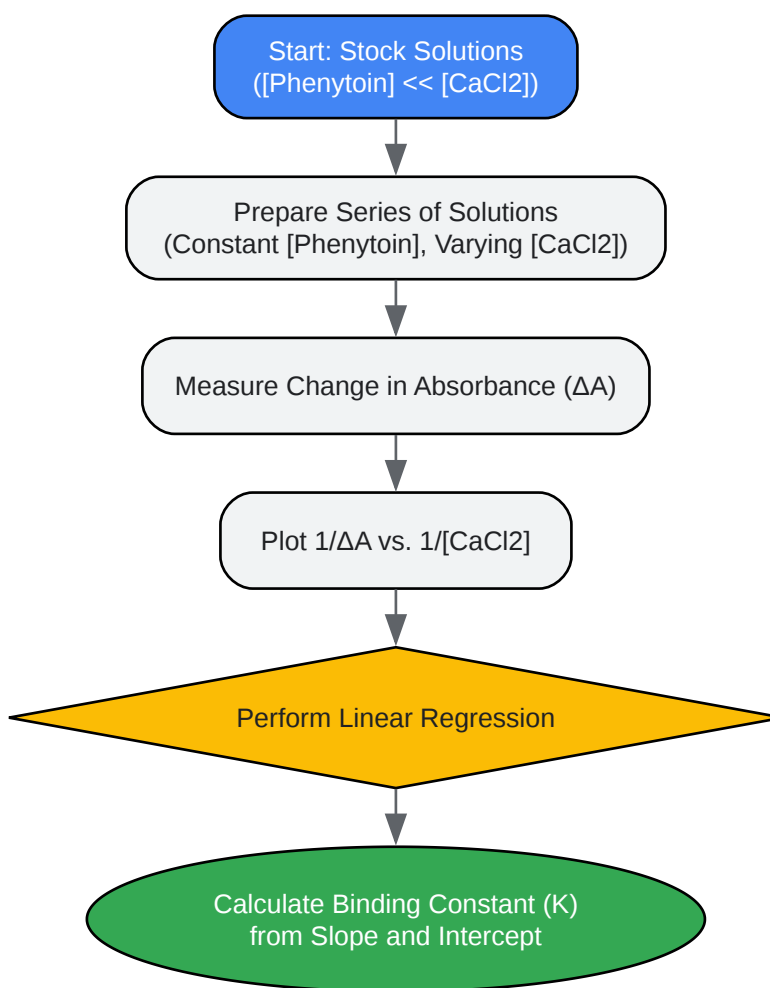 Start: Stock Solutions
([Phenytoin] << [CaCl2])
Prepare Series of Solutions
(Constant [Phenytoin], Varying [CaCl2])
Measure Change in Absorbance (ΔA)
Plot 1/ΔA vs. 1/[CaCl2]
Perform Linear Regression
Calculate Binding Constant (K)
from Slope and Intercept